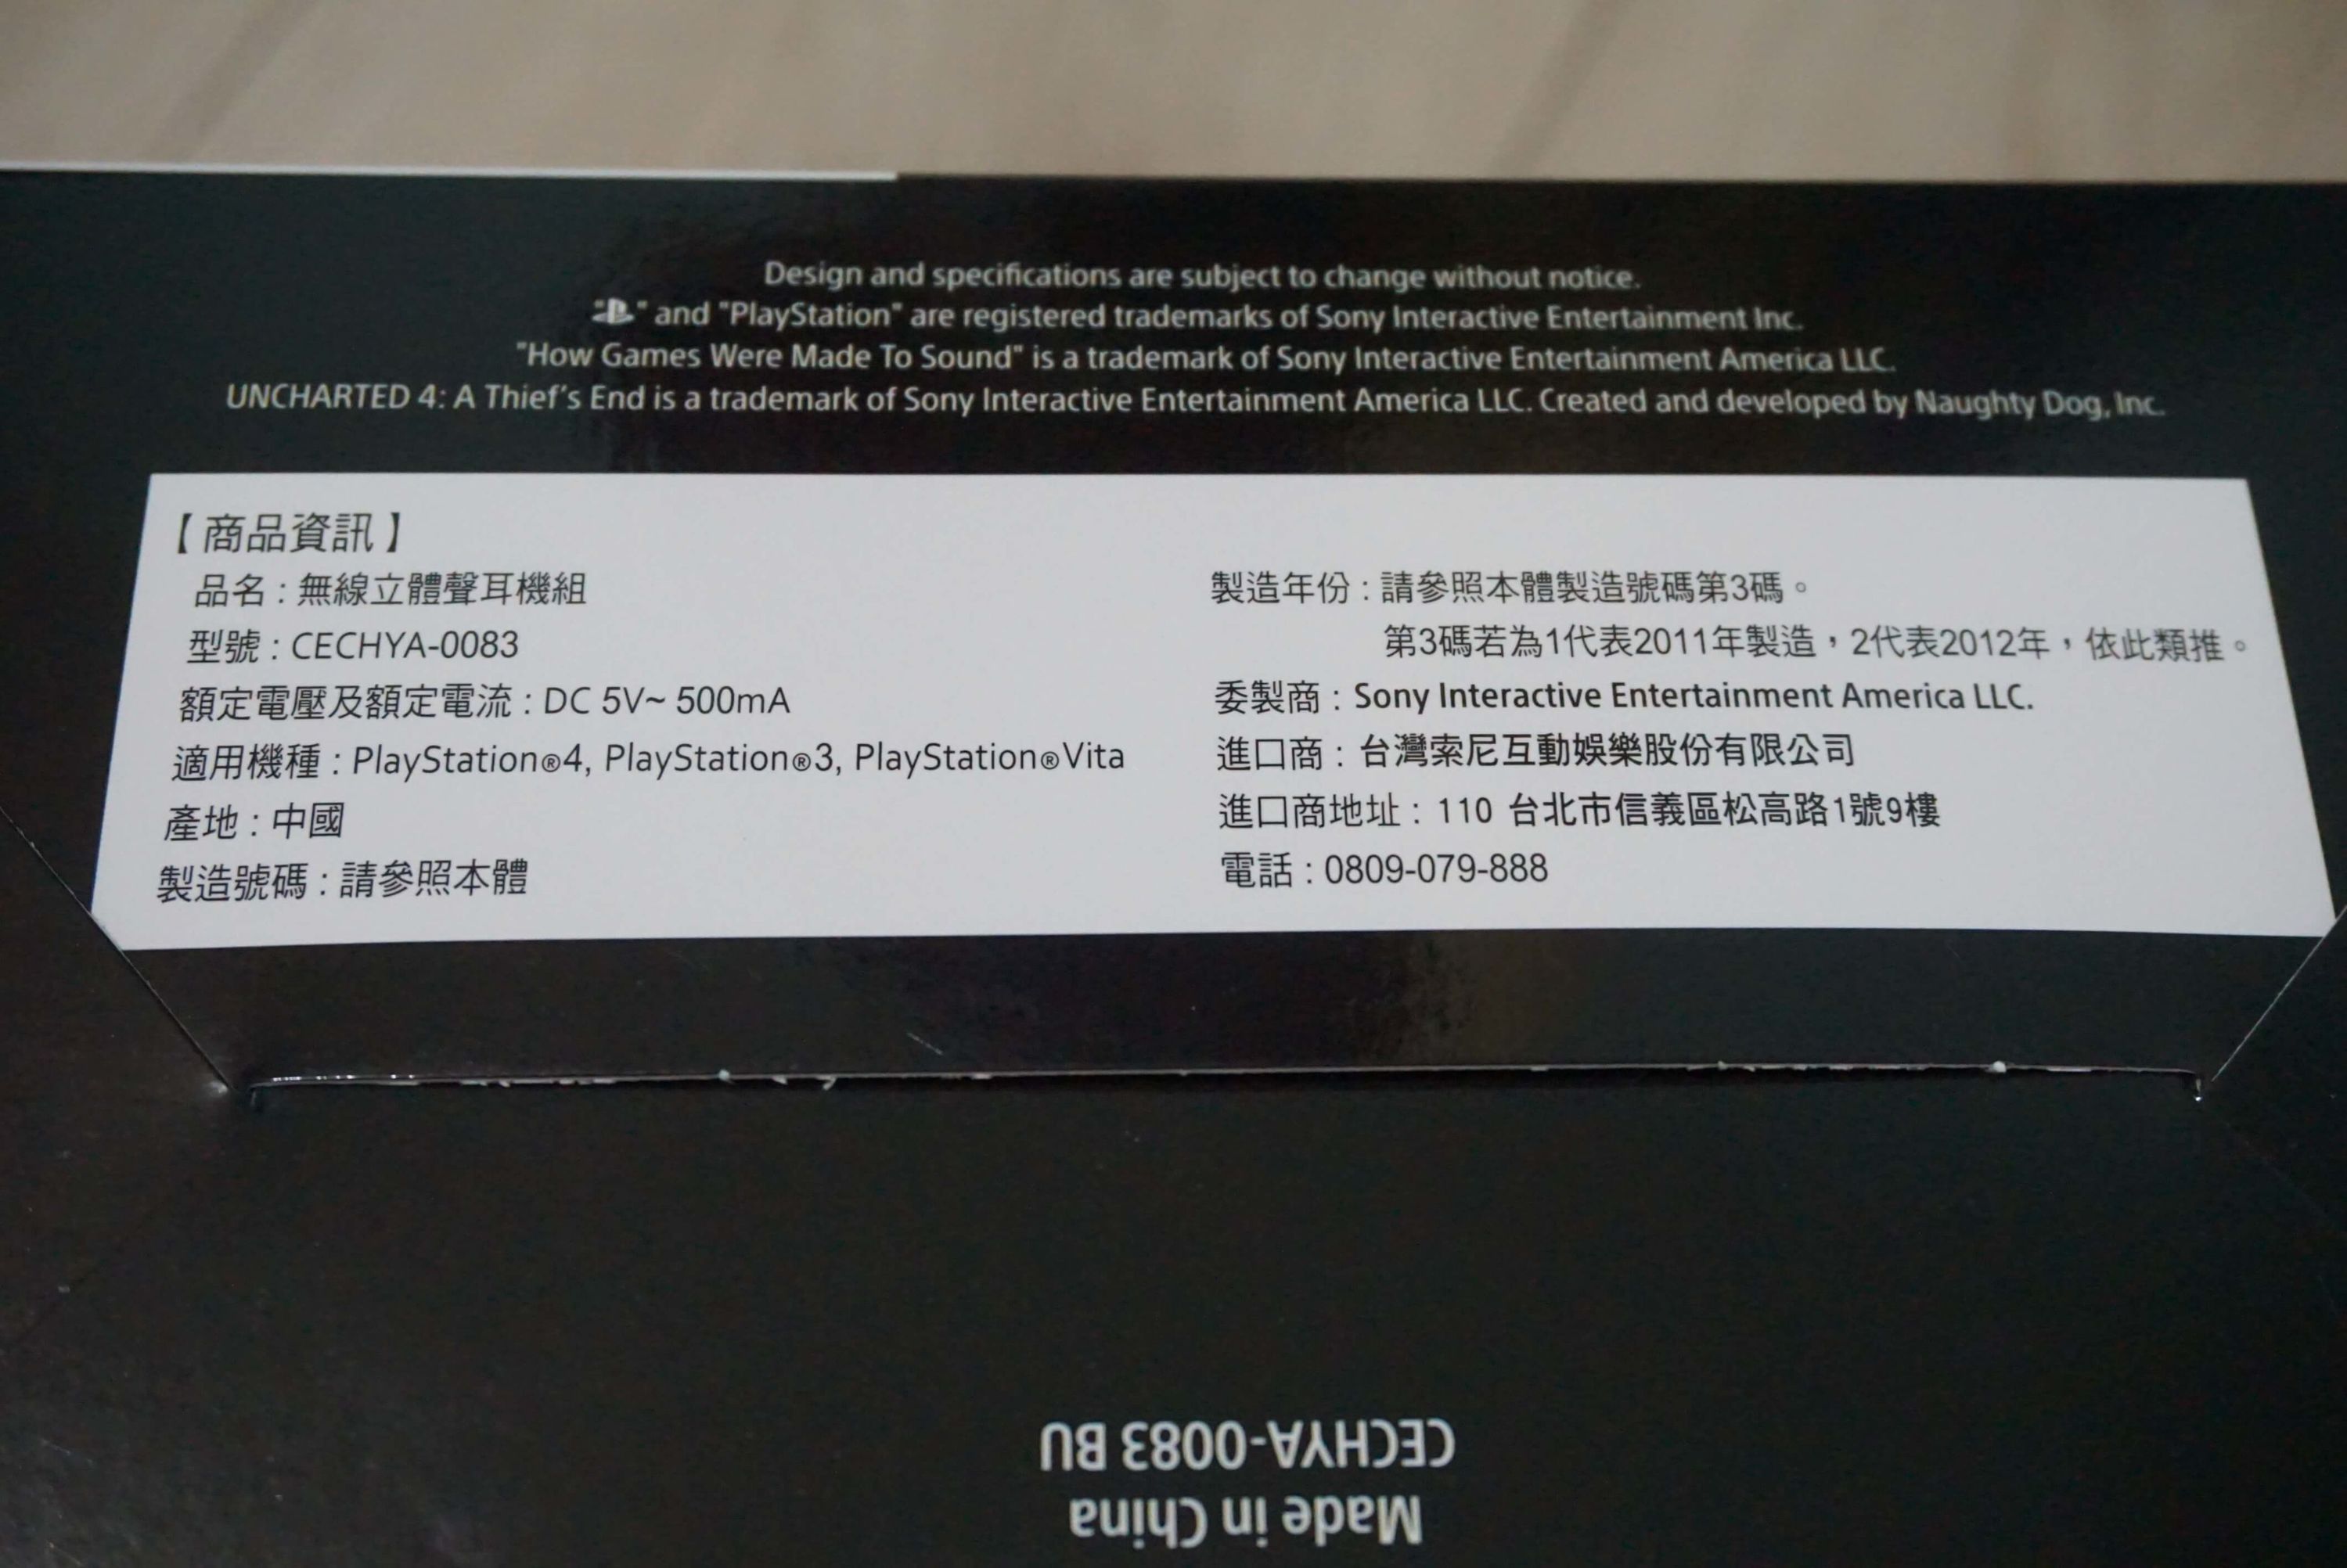 Design and specifications are subject to change without notice.
" " and "PlayStation" are registered trademarks of Sony Interactive Entertainment Inc.
"How Games Were Made To Sound" is a trademark of Sony Interactive Entertainment America LLC.
UNCHARTED 4: A Thief's End is a trademark of Sony Interactive Entertainment America LLC. Created and developed by Naughty Dog, Inc.
【商品資訊】
品名：無線立體聲耳機組
型號：CECHYA-0083
額定電壓及額定電流：DC 5V~ 500mA
適用機種：PlayStation®4, PlayStation®3, PlayStation®Vita
產地：中國
製造號碼：請參照本體
製造年份：請參照本體製造號碼第3碼。
第3碼若為1代表2011年製造，2代表2012年，依此類推。
委製商：Sony Interactive Entertainment America LLC.
進口商：台灣索尼互動娛樂股份有限公司
進口商地址：110 台北市信義區松高路1號9樓
電話：0809-079-888
Made in China
CECHYA-0083 BU